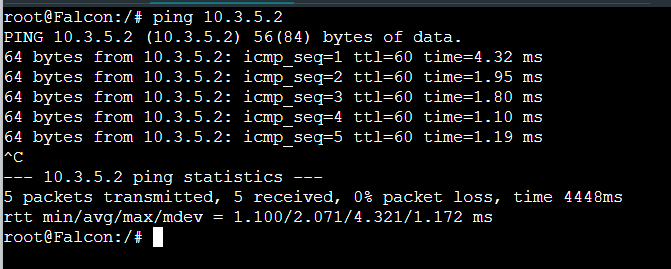 root@Falcon:/# ping 10.3.5.2
PING 10.3.5.2 (10.3.5.2) 56(84) bytes of data.
64 bytes from 10.3.5.2: icmp_seq=1 ttl=60 time=4.32 ms
64 bytes from 10.3.5.2: icmp_seq=2 ttl=60 time=1.95 ms
64 bytes from 10.3.5.2: icmp_seq=3 ttl=60 time=1.80 ms
64 bytes from 10.3.5.2: icmp_seq=4 ttl=60 time=1.10 ms
64 bytes from 10.3.5.2: icmp_seq=5 ttl=60 time=1.19 ms
^C
--- 10.3.5.2 ping statistics ---
5 packets transmitted, 5 received, 0% packet loss, time 4448ms
rtt min/avg/max/mdev = 1.100/2.071/4.321/1.172 ms
root@Falcon:/#